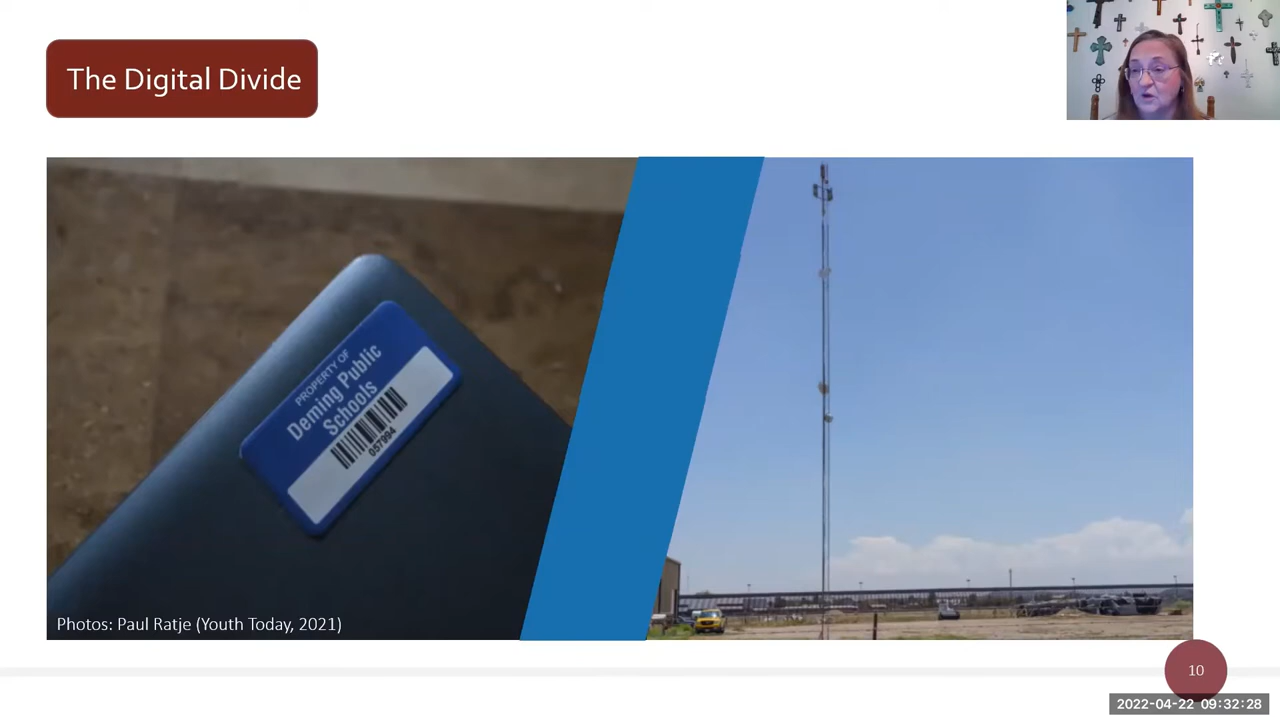 The Digital Divide
PROPERTY OF
Deming Public
Schools
057994
Photos: Paul Ratje (Youth Today, 2021)
10
2022-04-22 09:32:28